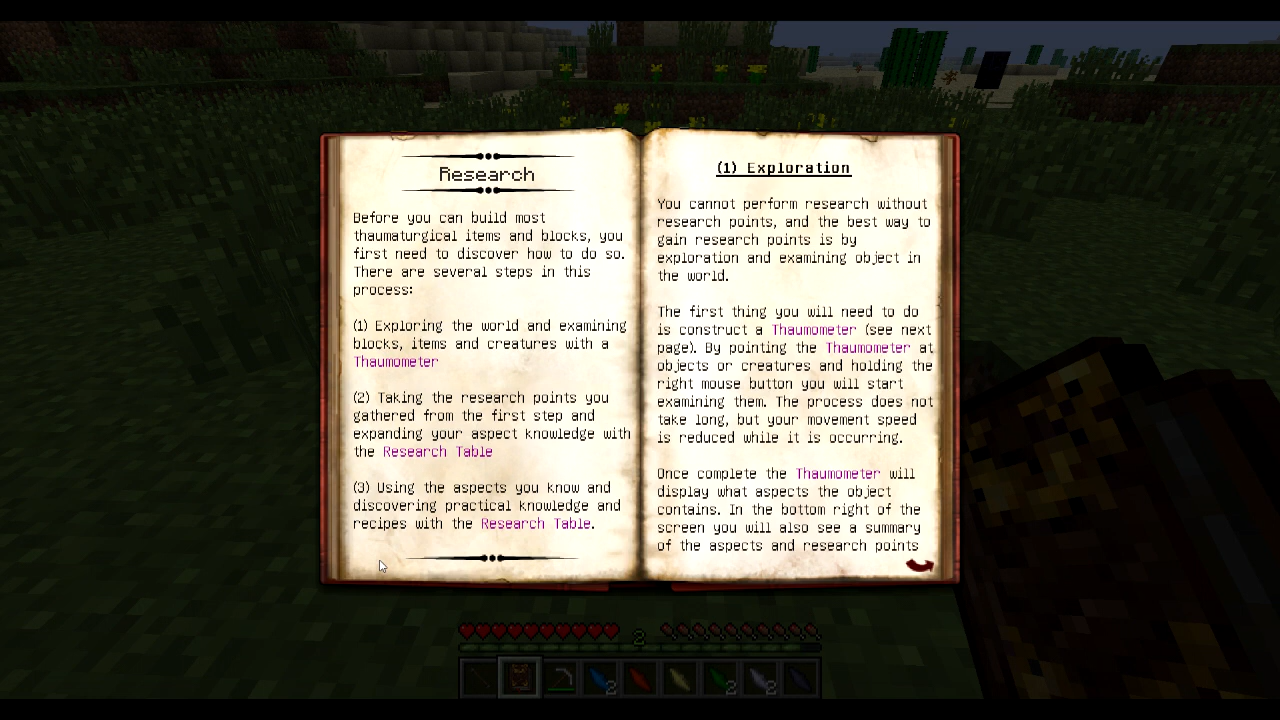 Research
Before you can build most
thaumaturgical items and blocks, you
first need to discover how to do so.
There are several steps in this
process:
(1) Exploring the world and examining
blocks, items and creatures with a
Thaumometer
(2) Taking the research points you
gathered from the first step and
expanding your aspect knowledge with
the Research Table
(3) Using the aspects you know and
discovering practical knowledge and
recipes with the Research Table.
(1) Exploration
You cannot perform research without
research points, and the best way to
gain research points is by
exploration and examining object in
the world.
The first thing you will need to do
is construct a Thaumometer (see next
page). By pointing the Thaumometer at
objects or creatures and holding the
right mouse button you will start
examining them. The process does not
take long, but your movement speed
is reduced while it is occurring.
Once complete the Thaumometer will
display what aspects the object
contains. In the bottom right of the
screen you will also see a summary
of the aspects and research points
2
2
2
2